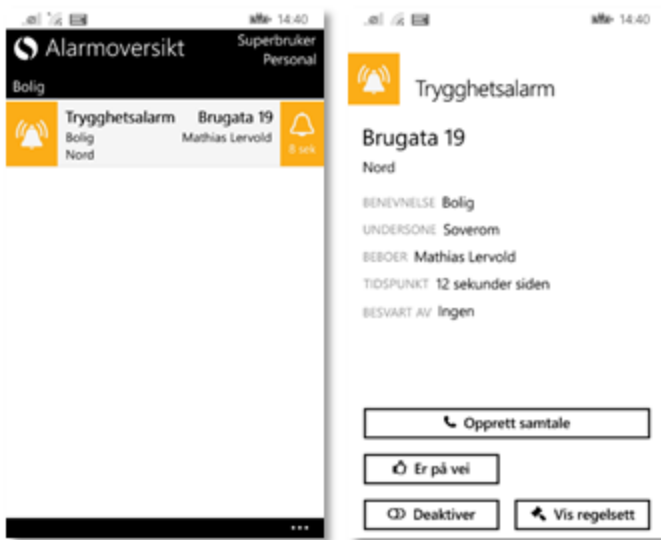 14:40
Alarmoversikt
Superbruker
Personal
Bolig
Trygghetsalarm Brugata 19
Bolig Mathias Lervold
Nord
8 sek
14:40
Trygghetsalarm
Brugata 19
Nord
BENEVNELSE Bolig
UNDERSONE Soverom
BEBOER Mathias Lervold
TIDSPUNKT 12 sekunder siden
BESVART AV Ingen
Opprett samtale
Er på vei
Deaktiver
Vis regelsett